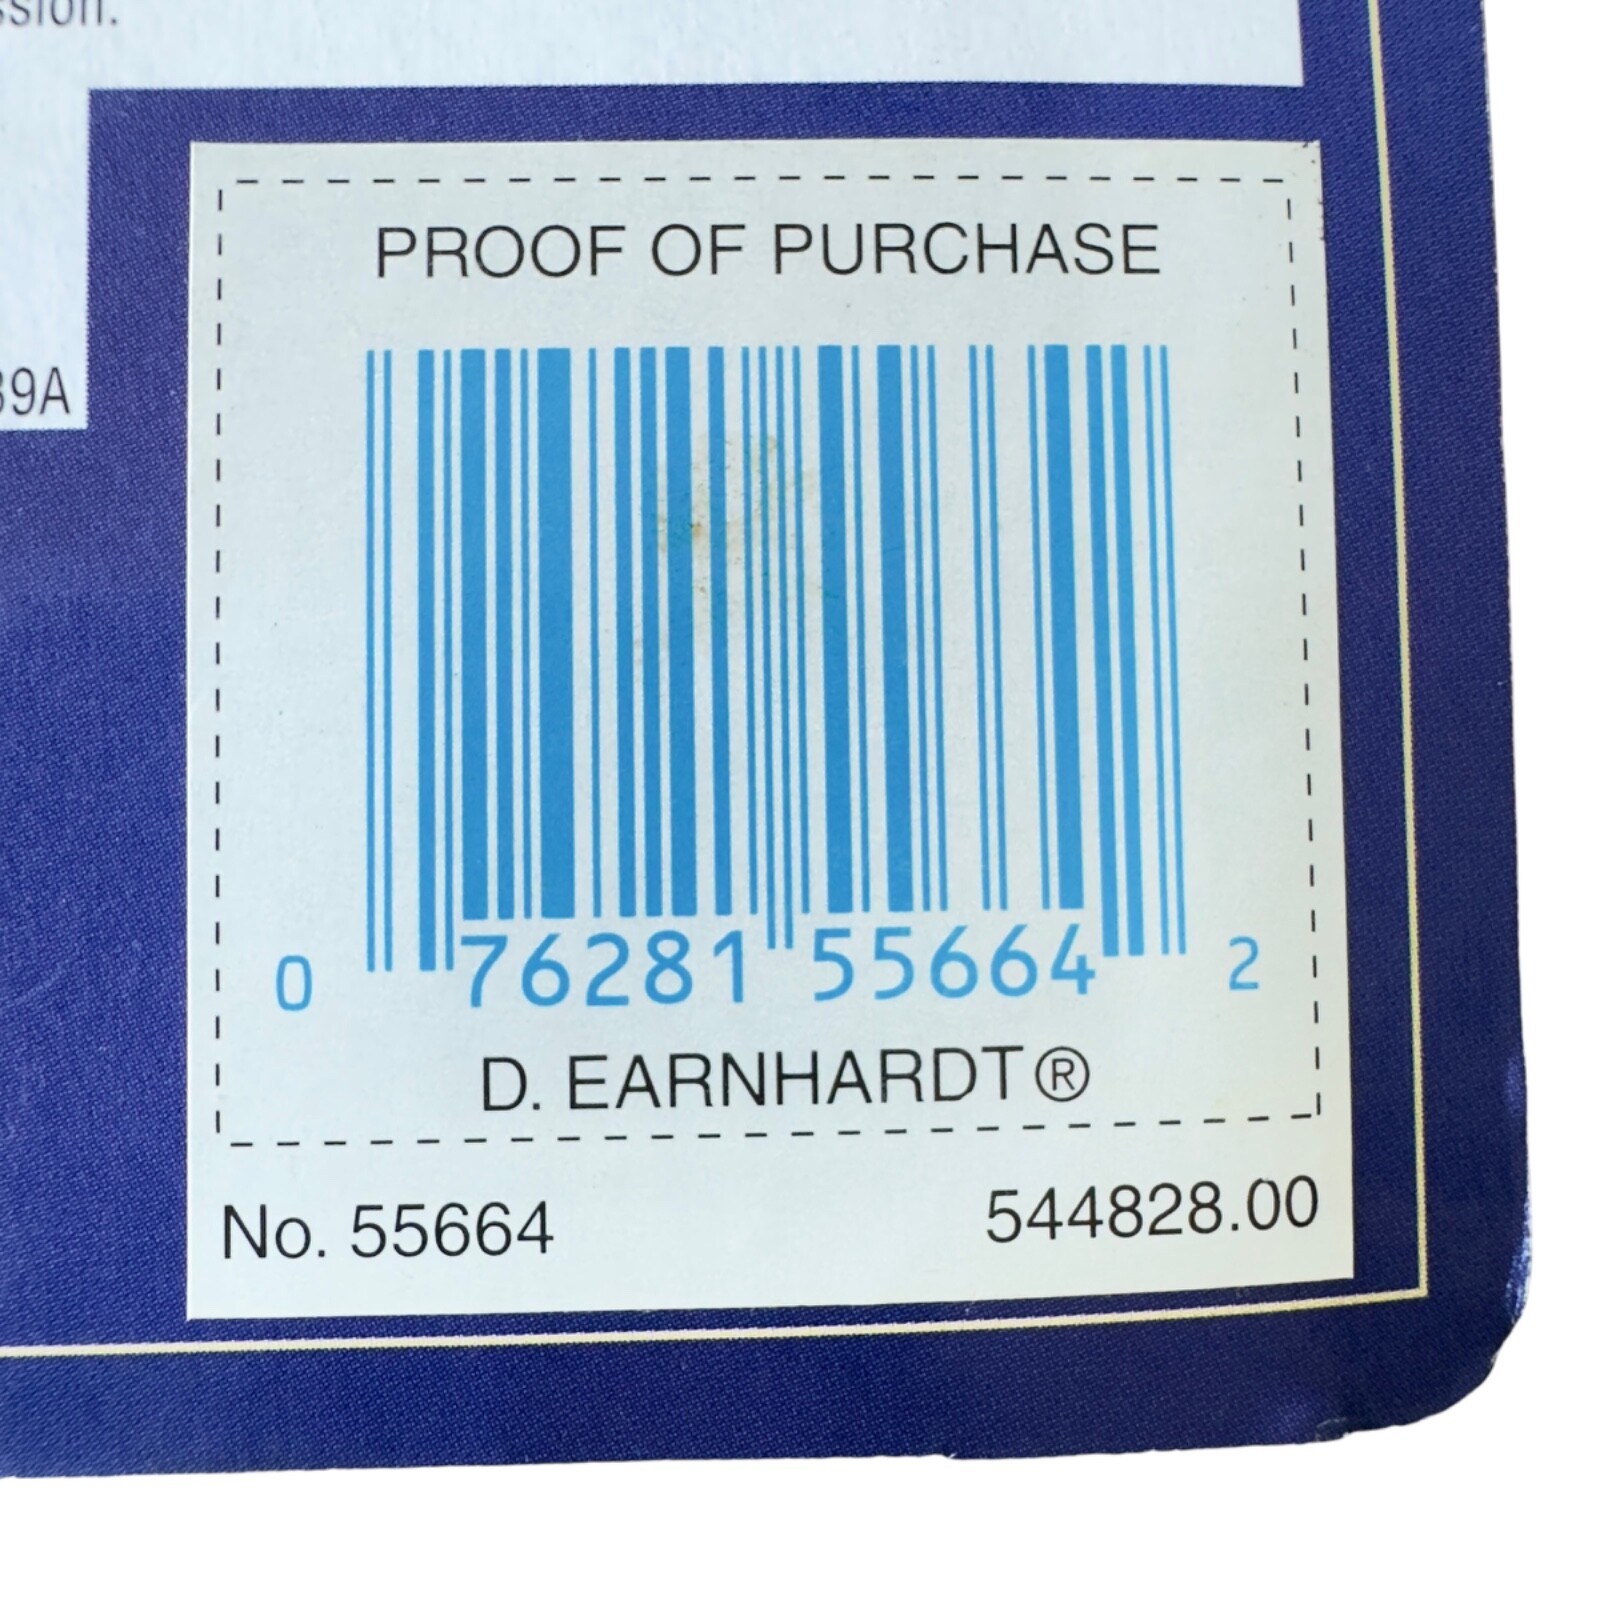 PROOF OF PURCHASE
0 76281 55664 2
D. EARNHARDT®
No. 55664 544828.00